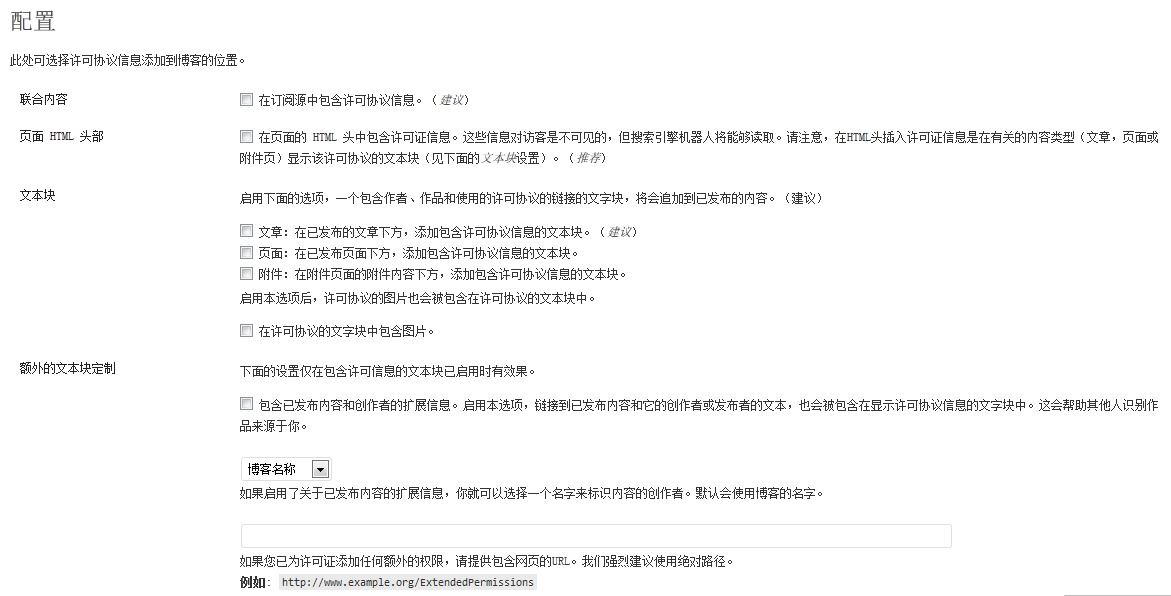 配置
此处可选择许可协议信息添加到博客的位置。
联合内容
在订阅源中包含许可协议信息。（建议）
页面 HTML 头部
在页面的 HTML 头中包含许可证信息。这些信息对访客是不可见的，但搜索引擎机器人将能够读取。请注意，在HTML头插入许可证信息是在有关的内容类型（文章，页面或
附件页）显示该许可协议的文本块（见下面的文本块设置）。（推荐）
文本块
启用下面的选项，一个包含作者、作品和使用的许可协议的链接的文字块，将会追加到已发布的内容。（建议）
文章：在已发布的文章下方，添加包含许可协议信息的文本块。（建议）
页面：在已发布页面下方，添加包含许可协议信息的文本块。
附件：在附件页面的附件内容下方，添加包含许可协议信息的文本块。
启用本选项后，许可协议的图片也会被包含在许可协议的文本块中。
在许可协议的文字块中包含图片。
额外的文本块定制
下面的设置仅在包含许可信息的文本块已启用时有效果。
包含已发布内容和创作者的扩展信息。启用本选项，链接到已发布内容和它的创作者或发布者的文本，也会被包含在显示许可协议信息的文字块中。这会帮助其他人识别作
品来源于你。
博客名称
如果启用了关于已发布内容的扩展信息，你就可以选择一个名字来标识内容的创作者。默认会使用博客的名字。
如果您已为许可证添加任何额外的权限，请提供包含网页的URL。我们强烈建议使用绝对路径。
例如： http://www.example.org/ExtendedPermissions